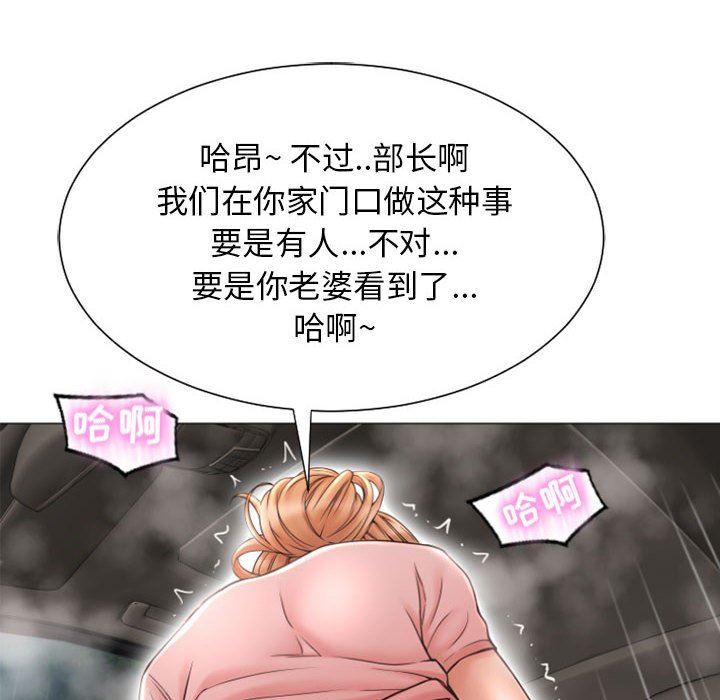 哈昂~ 不过..部长啊
我们在你家门口做这种事
要是有人...不对...
要是你老婆看到了...
哈啊~
哈啊
哈啊